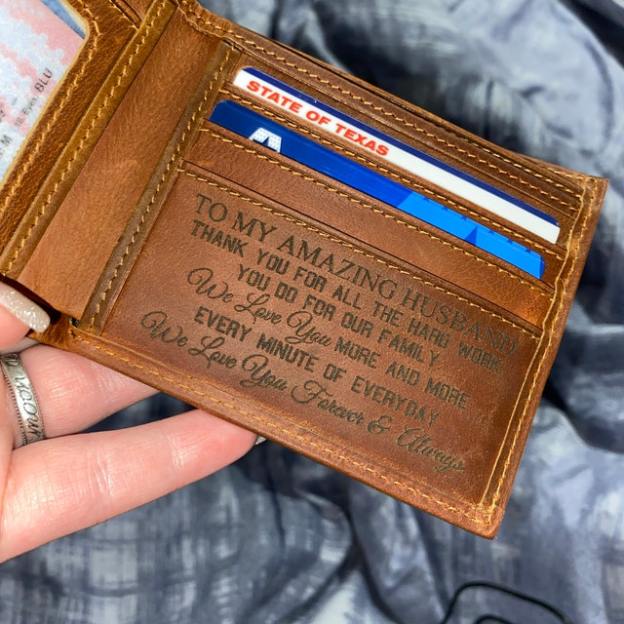 BLU
M
STATE OF TEXAS
A
TO MY AMAZING HUSBAND
THANK YOU FOR ALL THE HARD WORK
YOU DO FOR OUR FAMILY
We Love You MORE AND MORE
EVERY MINUTE OF EVERYDAY
We Love You Forever & Always